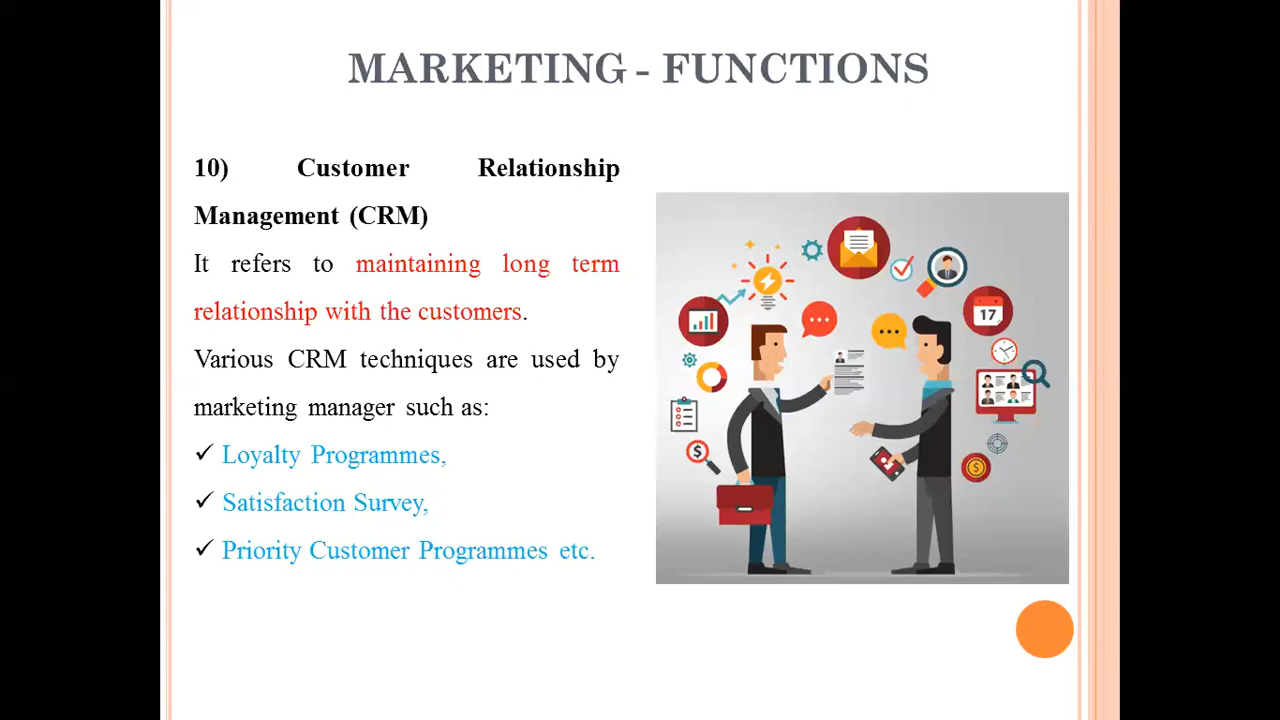 MARKETING - FUNCTIONS
10) Customer Relationship
Management (CRM)
It refers to maintaining long term
relationship with the customers.
Various CRM techniques are used by
marketing manager such as:
✓ Loyalty Programmes,
✓ Satisfaction Survey,
✓ Priority Customer Programmes etc.
17
$
$